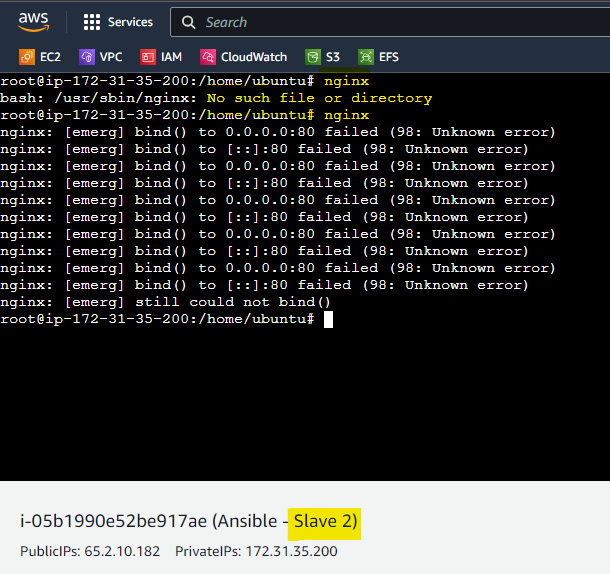 aws
Services
Search
EC2 VPC IAM CloudWatch S3 EFS
root@ip-172-31-35-200:/home/ubuntu# nginx
bash: /usr/sbin/nginx: No such file or directory
root@ip-172-31-35-200:/home/ubuntu# nginx
nginx: [emerg] bind() to 0.0.0.0:80 failed (98: Unknown error)
nginx: [emerg] bind() to [::]:80 failed (98: Unknown error)
nginx: [emerg] bind() to 0.0.0.0:80 failed (98: Unknown error)
nginx: [emerg] bind() to [::]:80 failed (98: Unknown error)
nginx: [emerg] bind() to 0.0.0.0:80 failed (98: Unknown error)
nginx: [emerg] bind() to [::]:80 failed (98: Unknown error)
nginx: [emerg] bind() to 0.0.0.0:80 failed (98: Unknown error)
nginx: [emerg] bind() to [::]:80 failed (98: Unknown error)
nginx: [emerg] bind() to 0.0.0.0:80 failed (98: Unknown error)
nginx: [emerg] bind() to [::]:80 failed (98: Unknown error)
nginx: [emerg] still could not bind()
root@ip-172-31-35-200:/home/ubuntu#
i-05b1990e52be917ae (Ansible - Slave 2)
PublicIPs: 65.2.10.182 PrivateIPs: 172.31.35.200